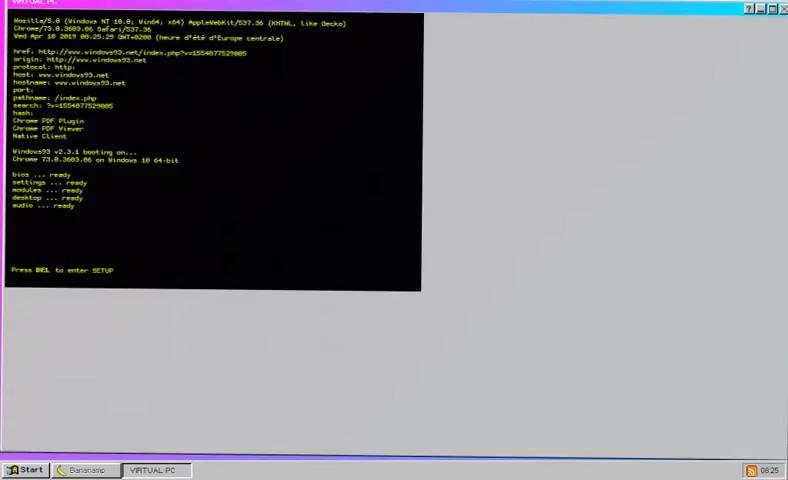 VIRTUAL PC
Mozilla/5.0 (Windows NT 10.0; Win64; x64) AppleWebKit/537.36 (KHTML, like Gecko)
Chrome/73.0.3683.86 Safari/537.36
Wed Apr 10 2019 08:25:29 GMT+0200 (heure d'été d'Europe centrale)
href: http://www.windows93.net/index.php?v=1554877529005
origin: http://www.windows93.net
protocol: http:
host: www.windows93.net
hostname: www.windows93.net
port:
pathname: /index.php
search: ?v=1554877529005
hash:
Chrome PDF Plugin
Chrome PDF Viewer
Native Client
Windows93 v2.3.1 booting on...
Chrome 73.0.3683.86 on Windows 10 64-bit
bios ... ready
settings ... ready
modules ... ready
desktop ... ready
audio ... ready
Press DEL to enter SETUP
Start
Bananamp
VIRTUAL PC
08:25